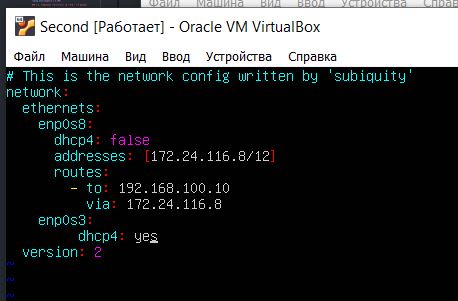 Файл Машина Вид Ввод Устройства Справка
Second [Работает] - Oracle VM VirtualBox
Файл Машина Вид Ввод Устройства Справка
# This is the network config written by 'subiquity'
network:
  ethernets:
    enp0s8:
      dhcp4: false
      addresses: [172.24.116.8/12]
      routes:
        - to: 192.168.100.10
          via: 172.24.116.8
    enp0s3:
         dhcp4: yes
  version: 2
~
~
~